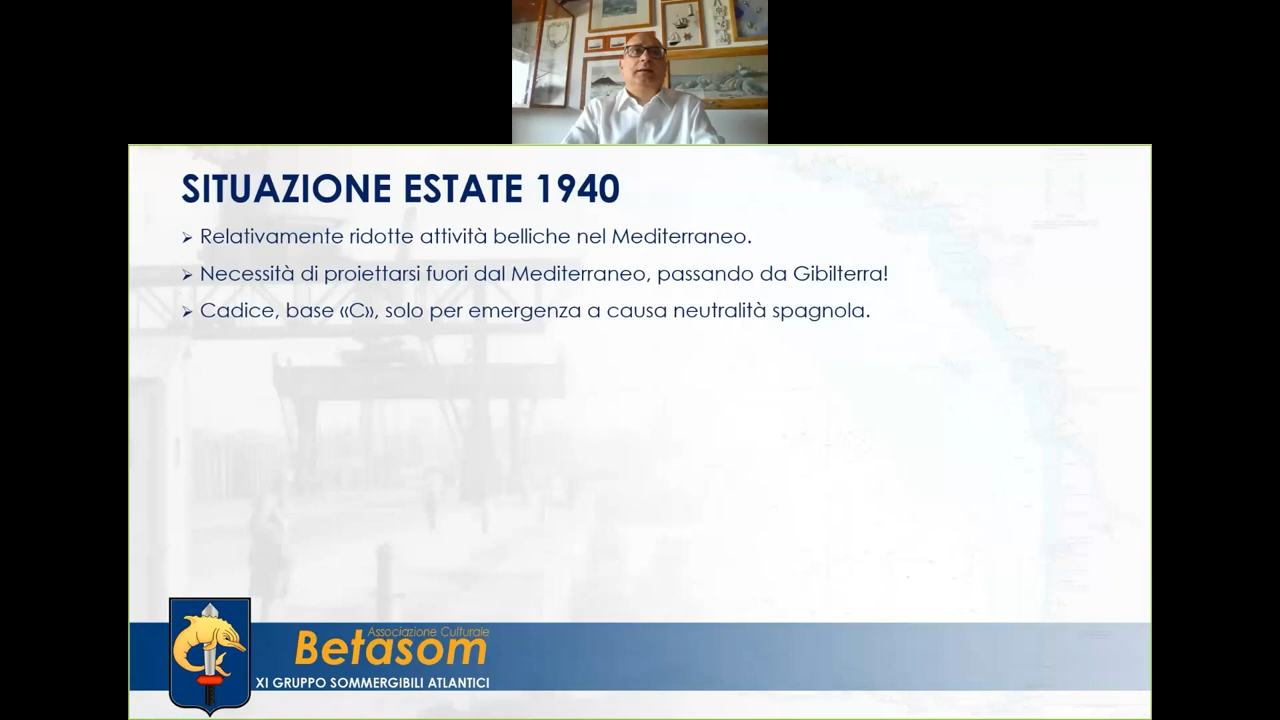 SITUAZIONE ESTATE 1940
➢ Relativamente ridotte attività belliche nel Mediterraneo.
➢ Necessità di proiettarsi fuori dal Mediterraneo, passando da Gibilterra!
➢ Cadice, base «C», solo per emergenza a causa neutralità spagnola.
Associazione Culturale
Betasom
XI GRUPPO SOMMERGIBILI ATLANTICI